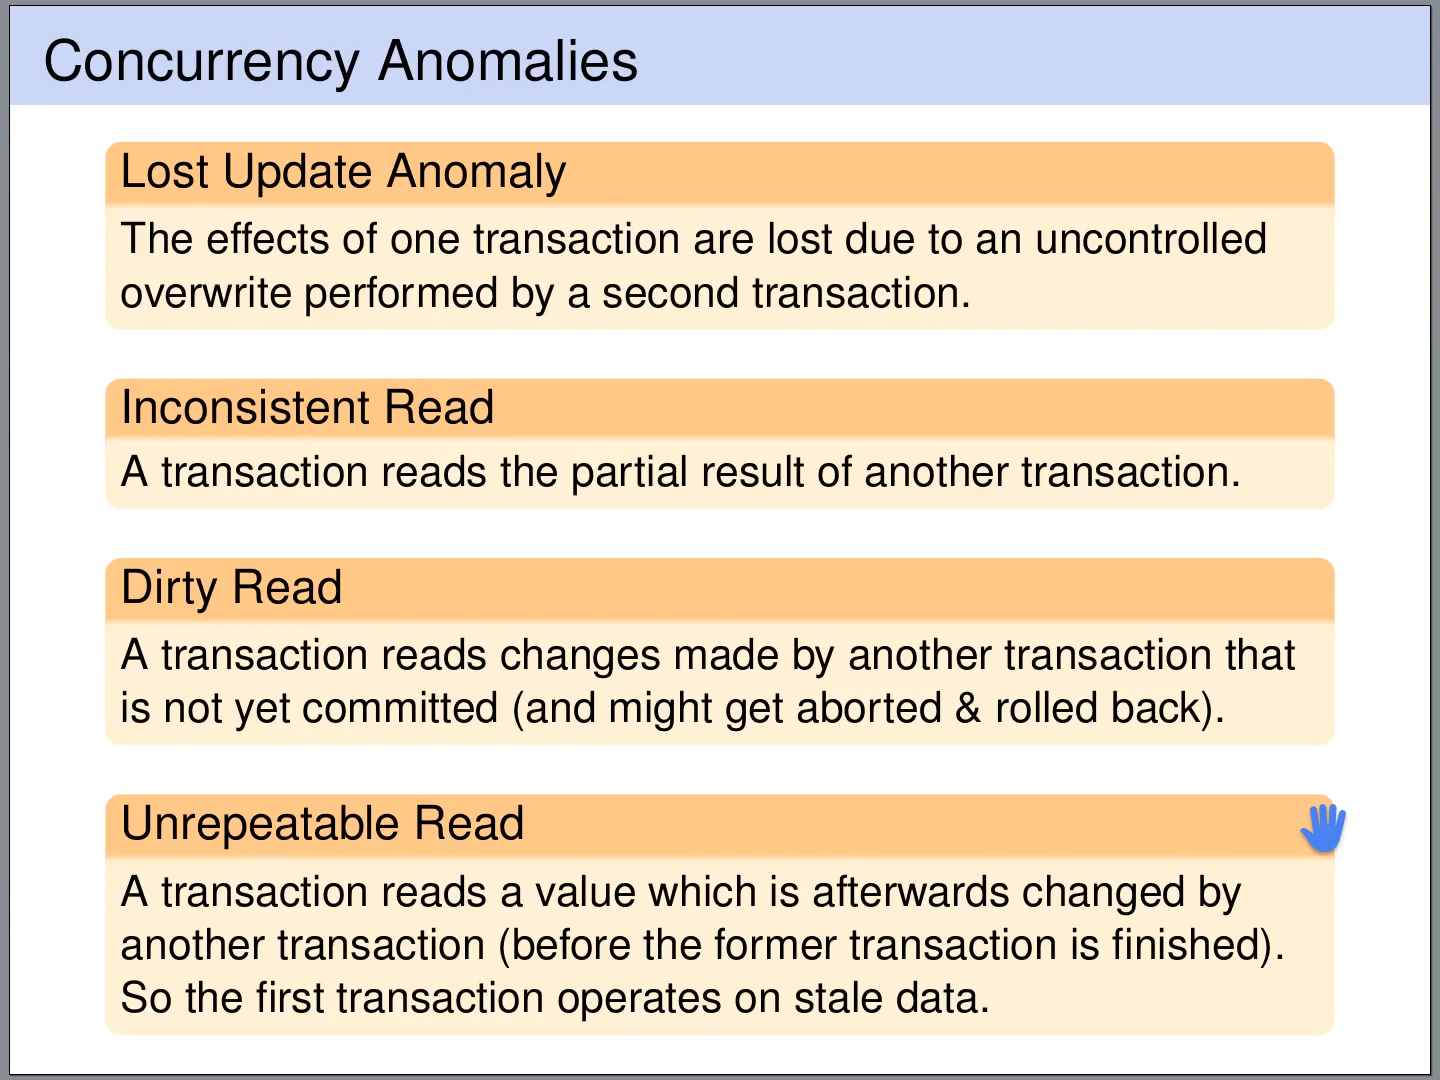 Concurrency Anomalies
Lost Update Anomaly
The effects of one transaction are lost due to an uncontrolled
overwrite performed by a second transaction.
Inconsistent Read
A transaction reads the partial result of another transaction.
Dirty Read
A transaction reads changes made by another transaction that
is not yet committed (and might get aborted & rolled back).
Unrepeatable Read
A transaction reads a value which is afterwards changed by
another transaction (before the former transaction is finished).
So the first transaction operates on stale data.